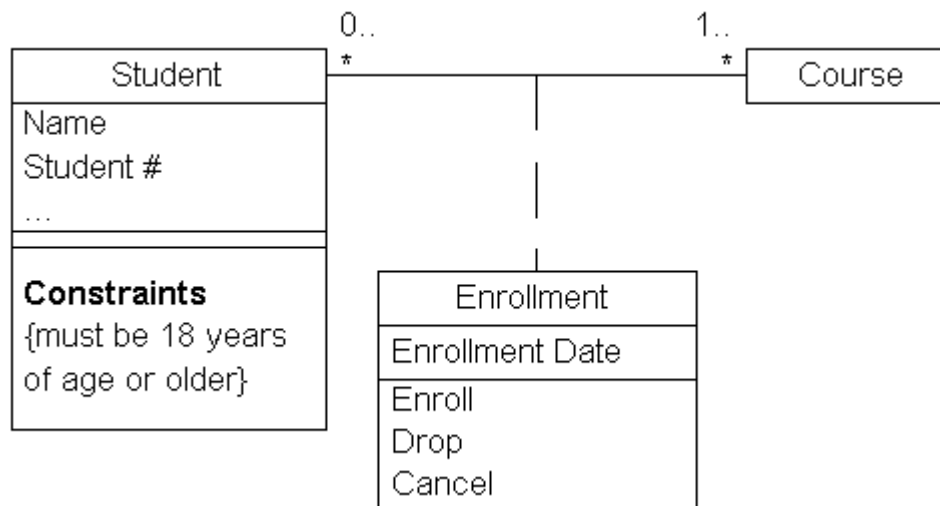 0..
*
1..
*
Student
Name
Student #
...
Constraints
{must be 18 years
of age or older}
Course
Enrollment
Enrollment Date
Enroll
Drop
Cancel